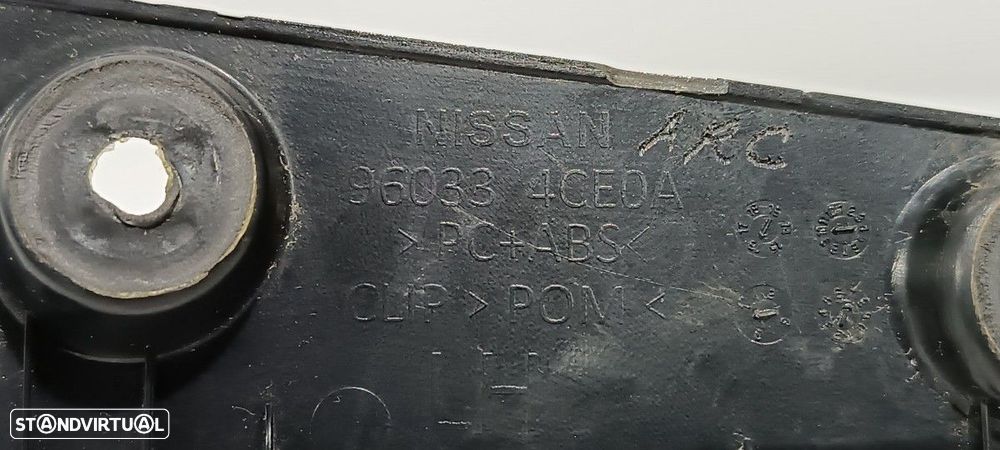 NISSAN ARC
96033 4CE0A
>PC+ABS<
CLIP >POM<
STANDVIRTUAL